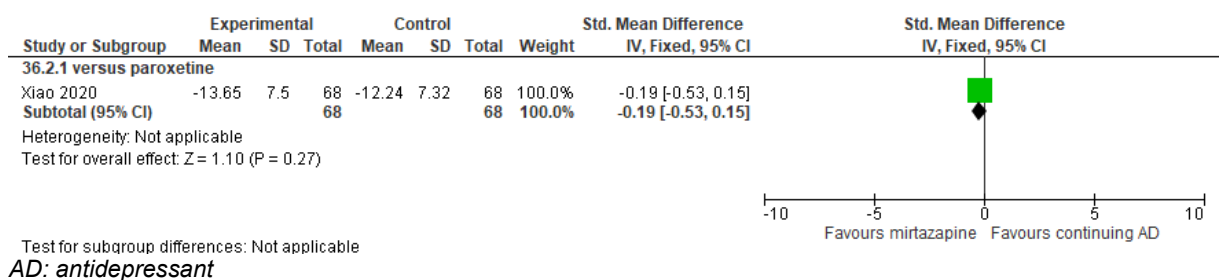 Experimental Control Std. Mean Difference Std. Mean Difference
Study or Subgroup Mean SD Total Mean SD Total Weight IV, Fixed, 95% CI IV, Fixed, 95% CI
36.2.1 versus paroxetine
Xiao 2020 -13.65 7.5 68 -12.24 7.32 68 100.0% -0.19 [-0.53, 0.15]
Subtotal (95% CI) 68 68 100.0% -0.19 [-0.53, 0.15]
Heterogeneity: Not applicable
Test for overall effect: Z = 1.10 (P = 0.27)
-10 -5 0 5 10
Favours mirtazapine Favours continuing AD
Test for subgroup differences: Not applicable
AD: antidepressant